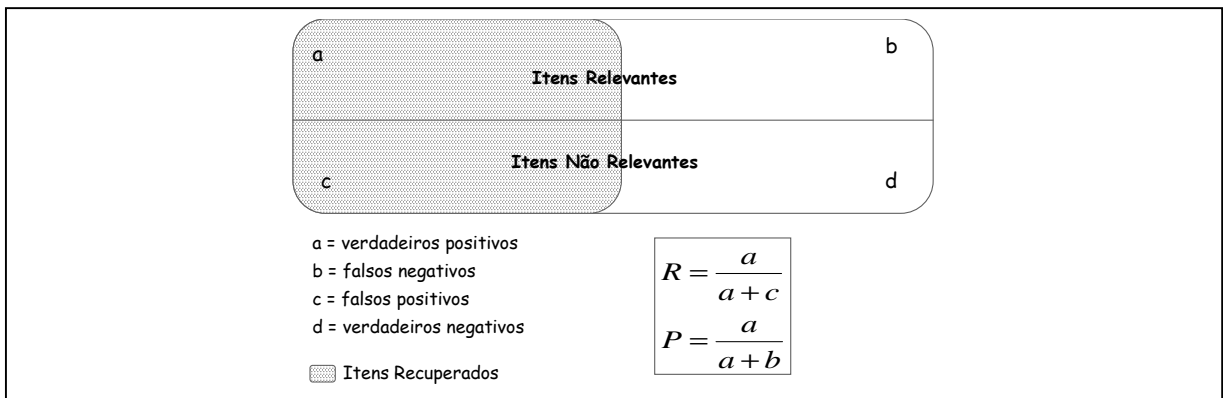 a
b
Itens Relevantes
Itens Não Relevantes
c
d
a = verdadeiros positivos
b = falsos negativos
c = falsos positivos
d = verdadeiros negativos
Itens Recuperados
R = a / a + c
P = a / a + b